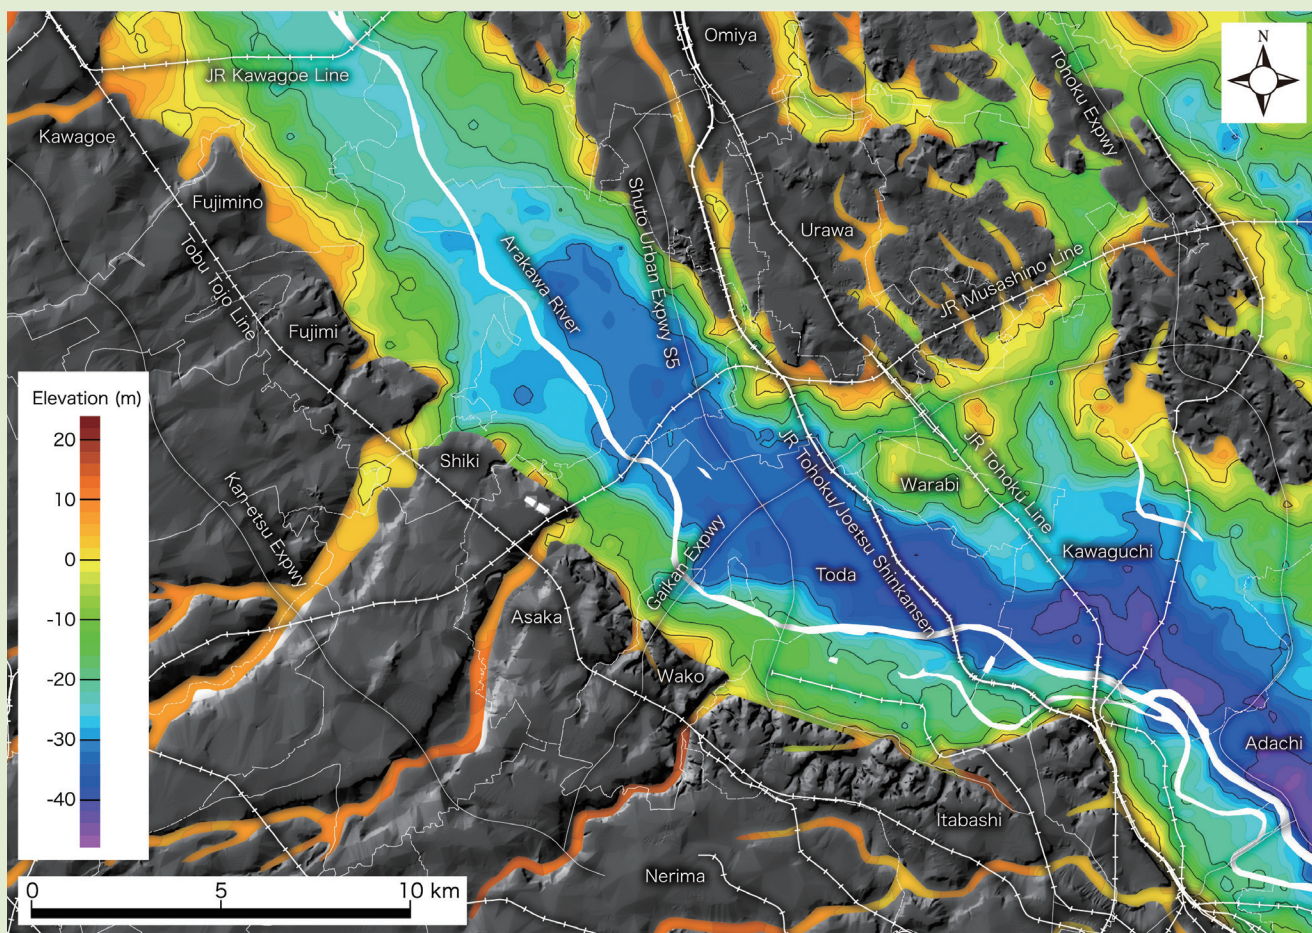 Omiya
N
JR Kawagoe Line
Tohoku Expwy
Kawagoe
Fujimino
Shuto Urban Expwy S5
Urawa
Arakawa River
Tobu Tojo Line
JR Musashino Line
Fujimi
Elevation (m)
20
10
0
-10
-20
-30
-40
Shiki
JR Tohoku/Joetsu Shinkansen
JR Tohoku Line
Warabi
Kan-etsu Expwy
Gaikan Expwy
Kawaguchi
Toda
Asaka
Wako
Adachi
Itabashi
Nerima
0 5 10 km